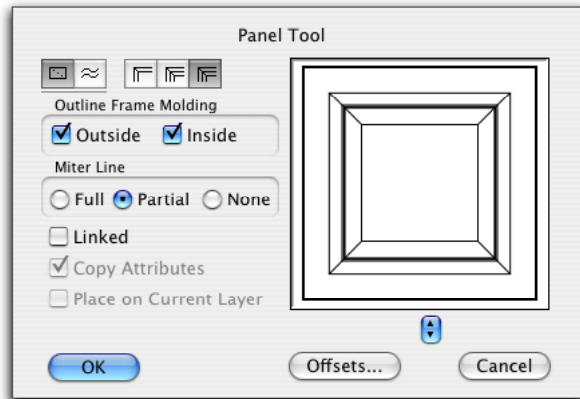 Panel Tool
Outline Frame Molding
Outside Inside
Miter Line
Full Partial None
Linked
Copy Attributes
Place on Current Layer
OK Offsets... Cancel